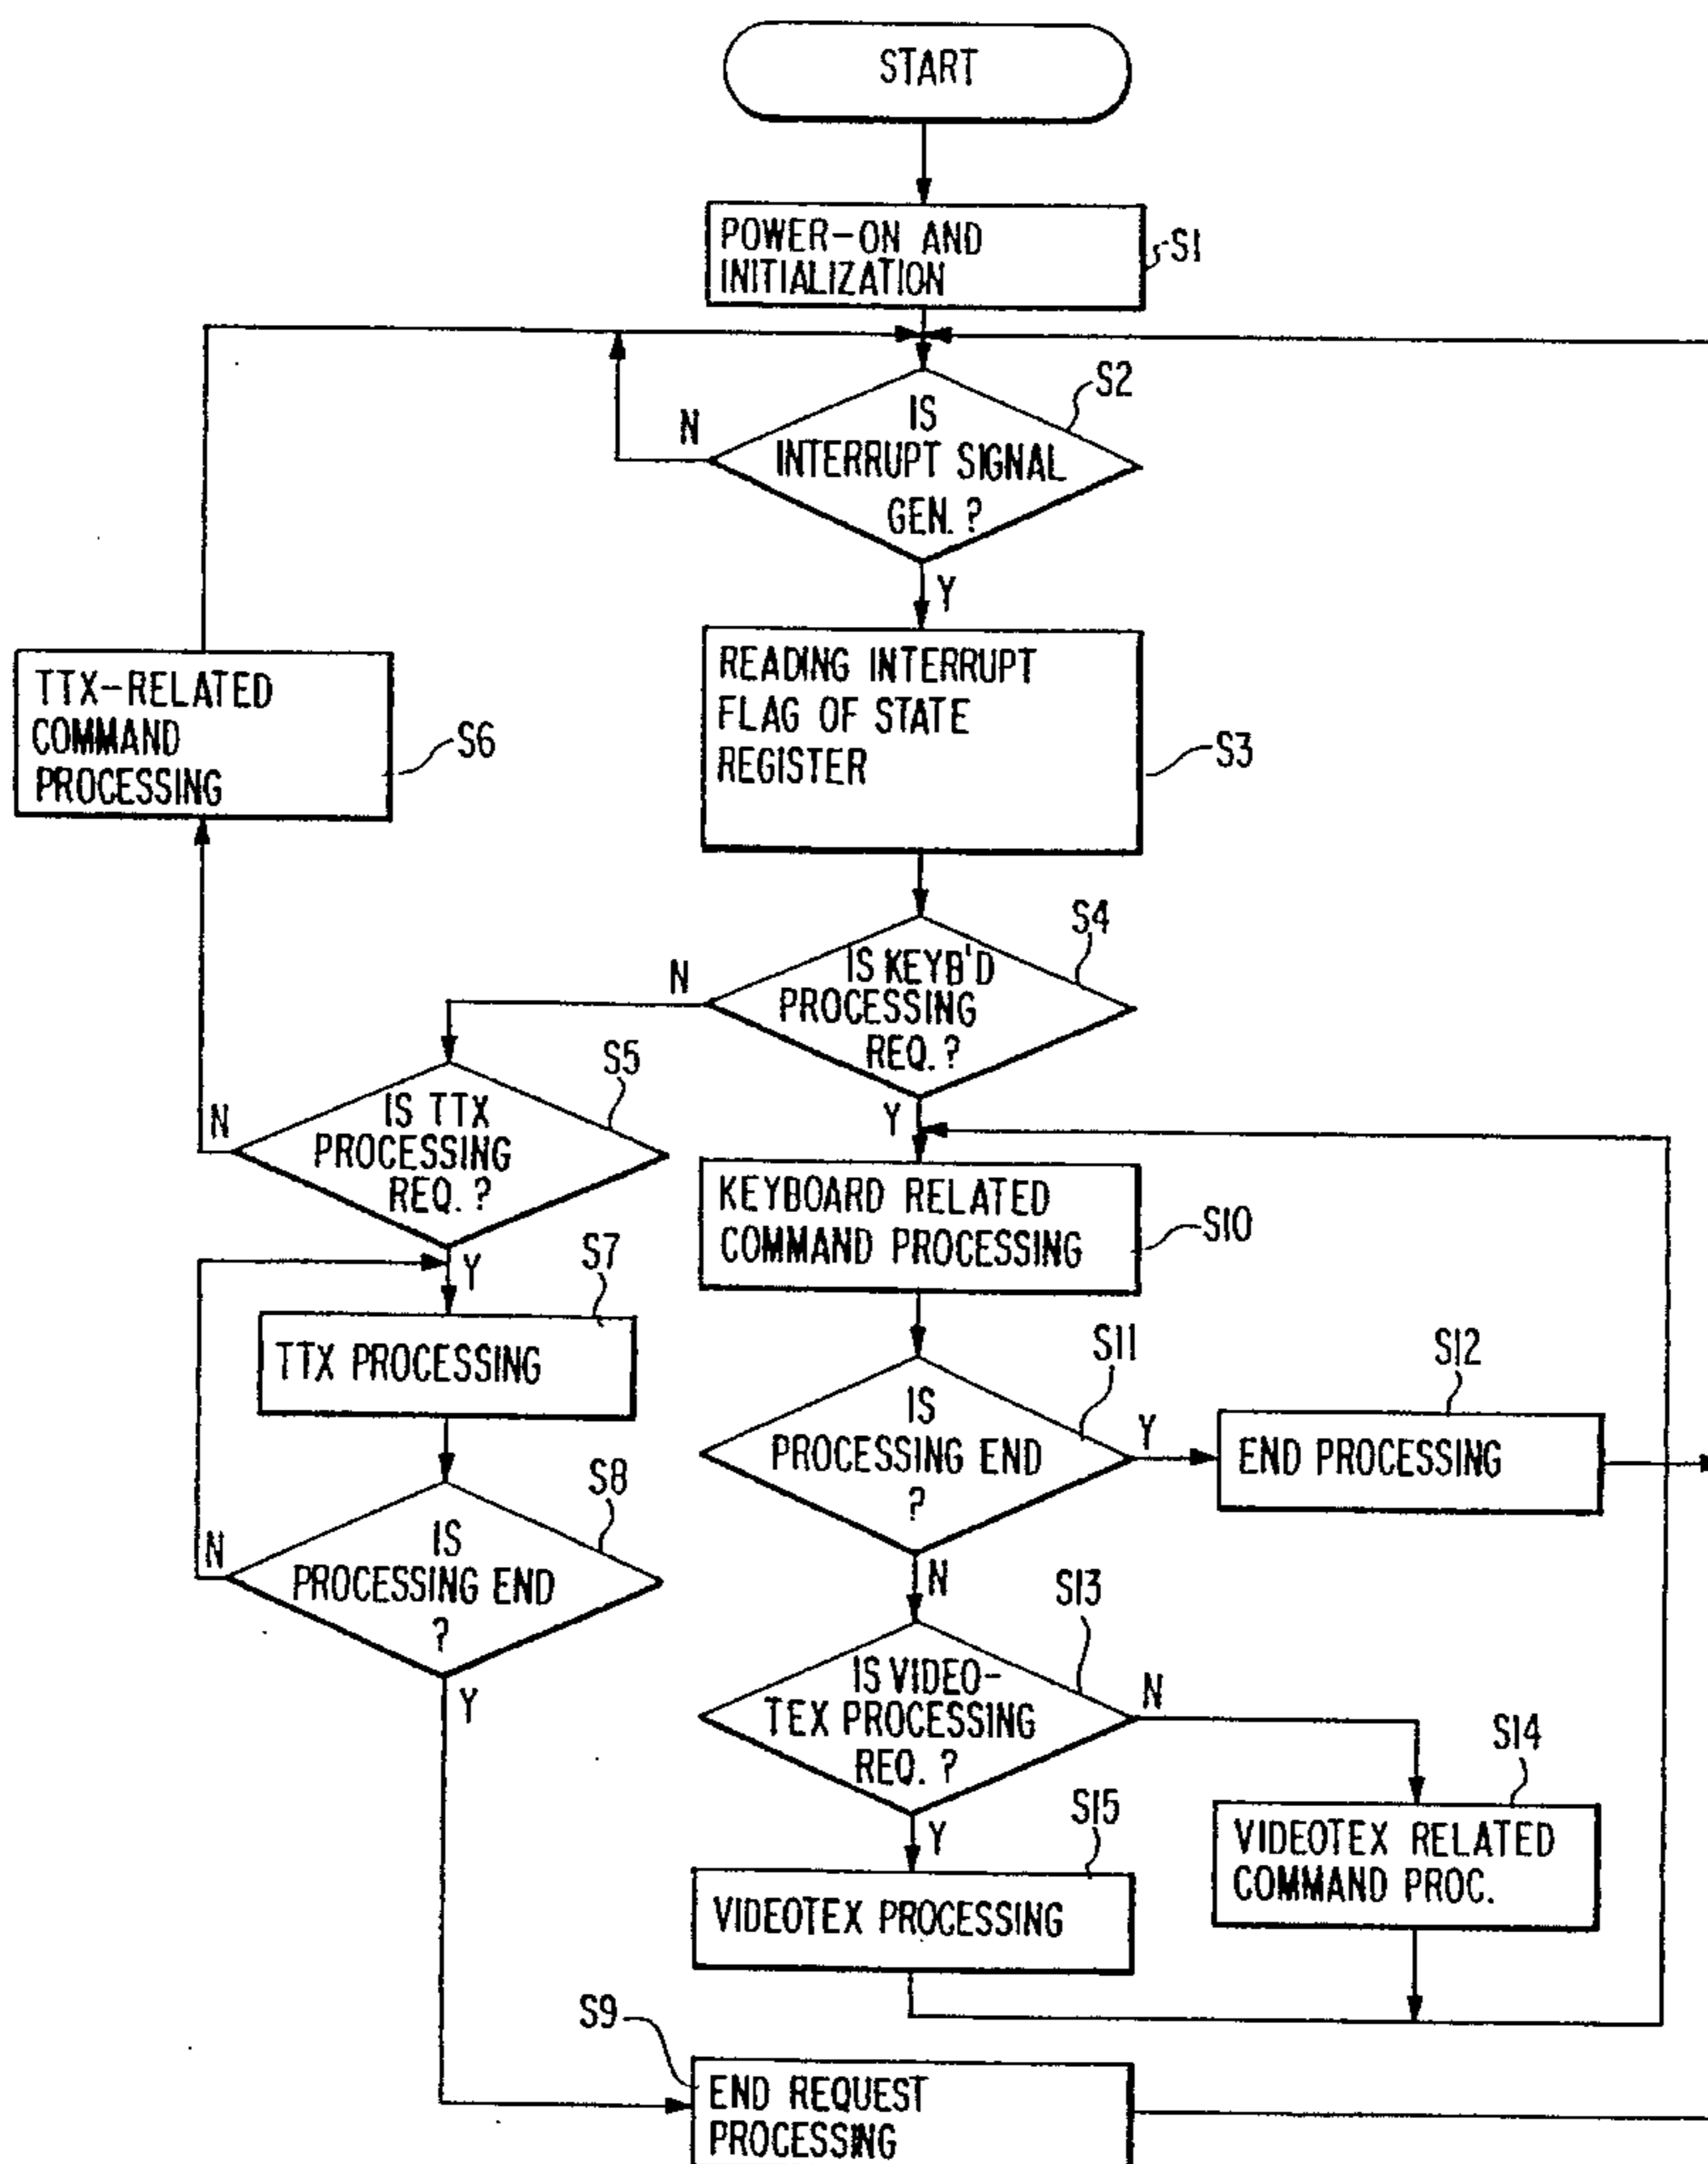 START
POWER-ON AND
INITIALIZATION
S1
IS
INTERRUPT SIGNAL
GEN. ?
S2
N
Y
READING INTERRUPT
FLAG OF STATE
REGISTER
S3
TTX-RELATED
COMMAND
PROCESSING
S6
IS KEYB'D
PROCESSING
REQ. ?
S4
N
Y
IS TTX
PROCESSING
REQ. ?
S5
N
Y
KEYBOARD RELATED
COMMAND PROCESSING
S10
TTX PROCESSING
S7
IS
PROCESSING END
?
S11
Y
N
END PROCESSING
S12
IS
PROCESSING END
?
S8
N
Y
IS VIDEO-
TEX PROCESSING
REQ. ?
S13
N
Y
VIDEOTEX RELATED
COMMAND PROC.
S14
VIDEOTEX PROCESSING
S15
END REQUEST
PROCESSING
S9